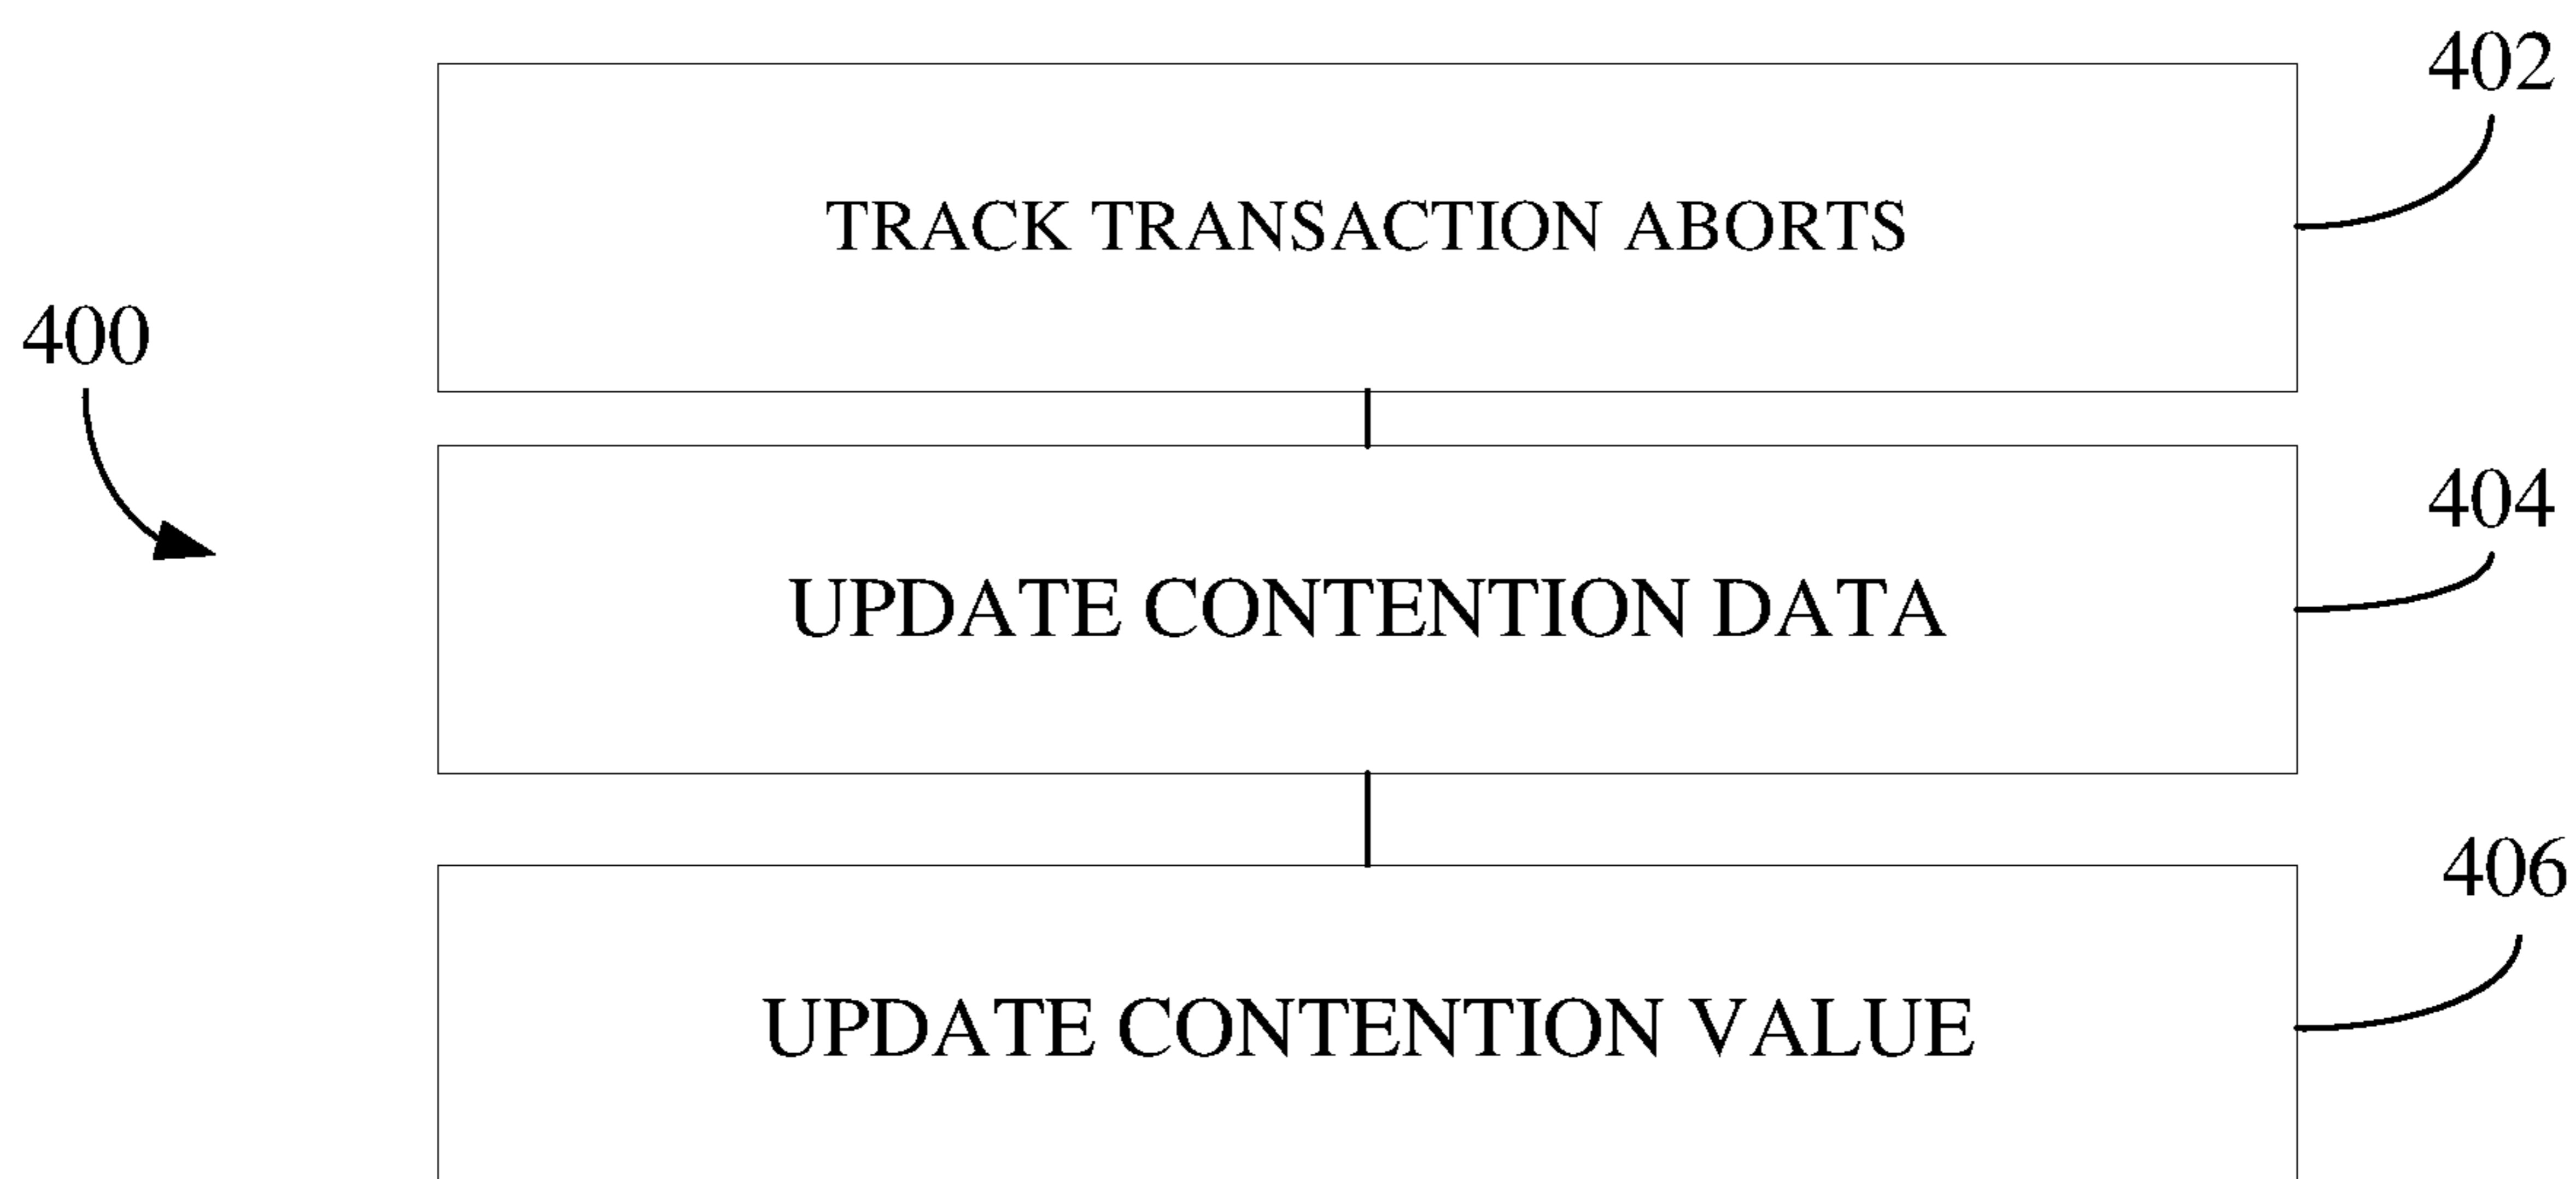 402
TRACK TRANSACTION ABORTS
400
404
UPDATE CONTENTION DATA
406
UPDATE CONTENTION VALUE